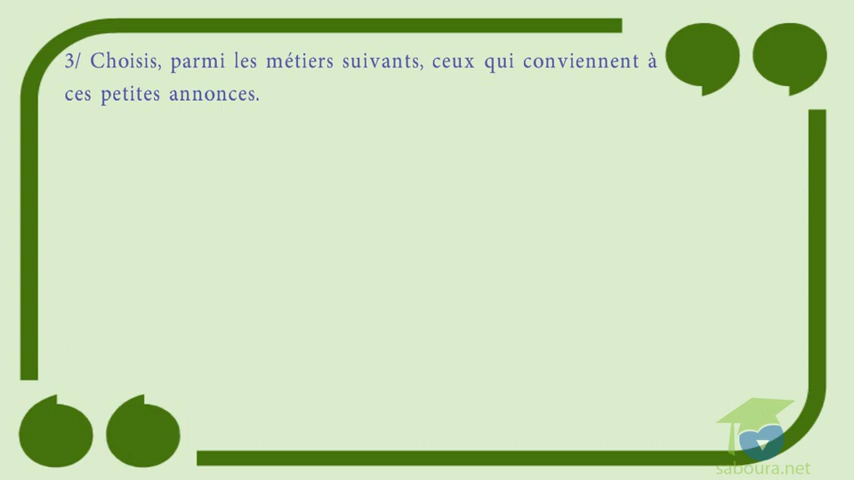 3/ Choisis, parmi les métiers suivants, ceux qui conviennent à
ces petites annonces.
saboura.net